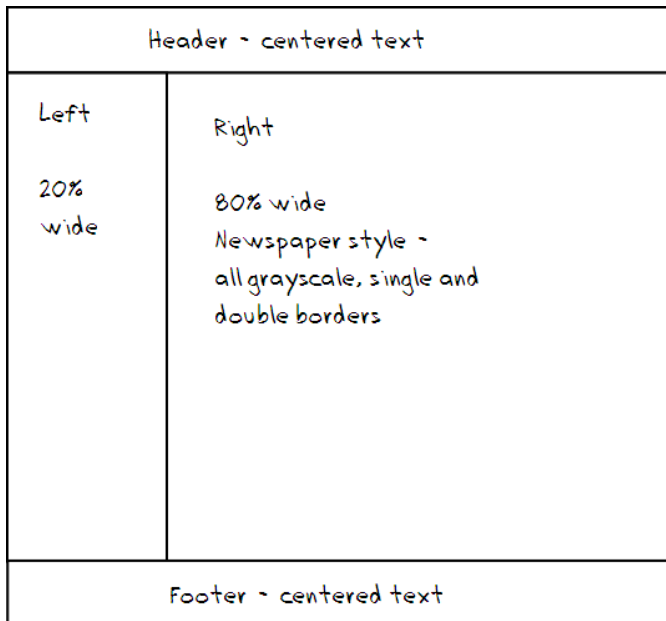 Header - centered text
Left
20%
wide
Right
80% wide
Newspaper style -
all grayscale, single and
double borders
Footer - centered text